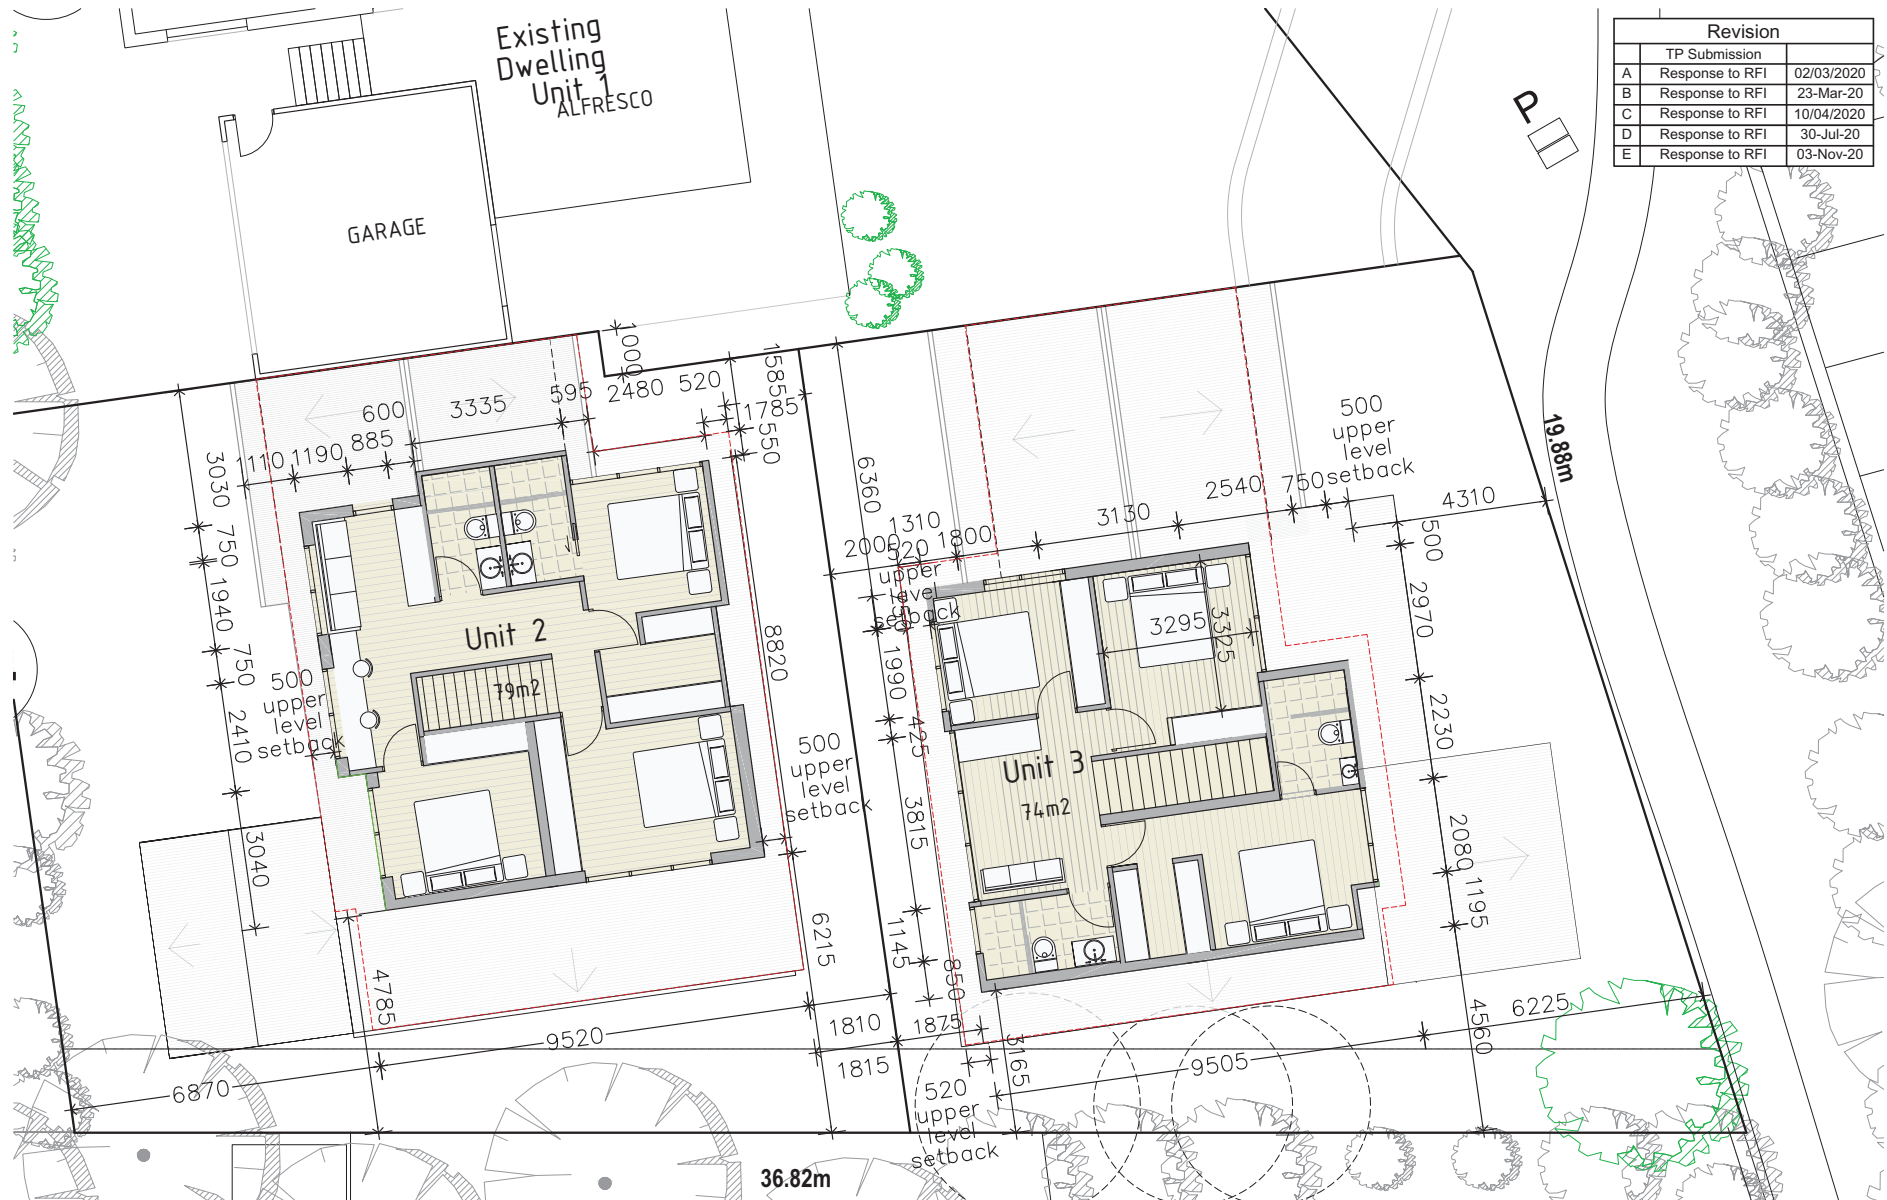 Existing
Dwelling
Unit 1
ALFRESCO
GARAGE
P
Revision
TP Submission
A Response to RFI 02/03/2020
B Response to RFI 23-Mar-20
C Response to RFI 10/04/2020
D Response to RFI 30-Jul-20
E Response to RFI 03-Nov-20
1000
1585
600
3335
595
2480
520
1785
550
1110
1190
885
3030
750
1940
750
2410
3040
500
upper
level
setback
Unit 2
79m2
8820
500
upper
level
setback
6215
4785
9520
6870
1810
1815
36.82m
6360
2000
1310
520
upper
level
setback
1800
3130
2540
750
500
upper
level
setback
4310
19.88m
500
2970
2230
2080
1195
4560
6225
1990
425
3815
1145
850
1875
3165
520
upper
level
setback
9505
3295
3325
Unit 3
74m2